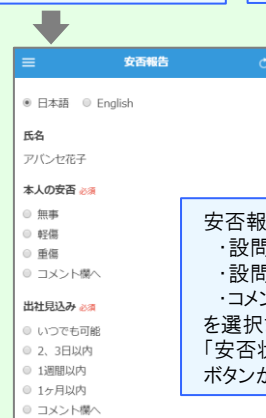 安否報告
日本語 English
氏名
アバンセ花子
本人の安否 必須
無事
軽傷
重傷
コメント欄へ
出社見込み 必須
いつでも可能
2、3日以内
1週間以内
1ヶ月以内
コメント欄へ
安否報
・設問
・設問
・コメン
を選択
「安否状
ボタンが